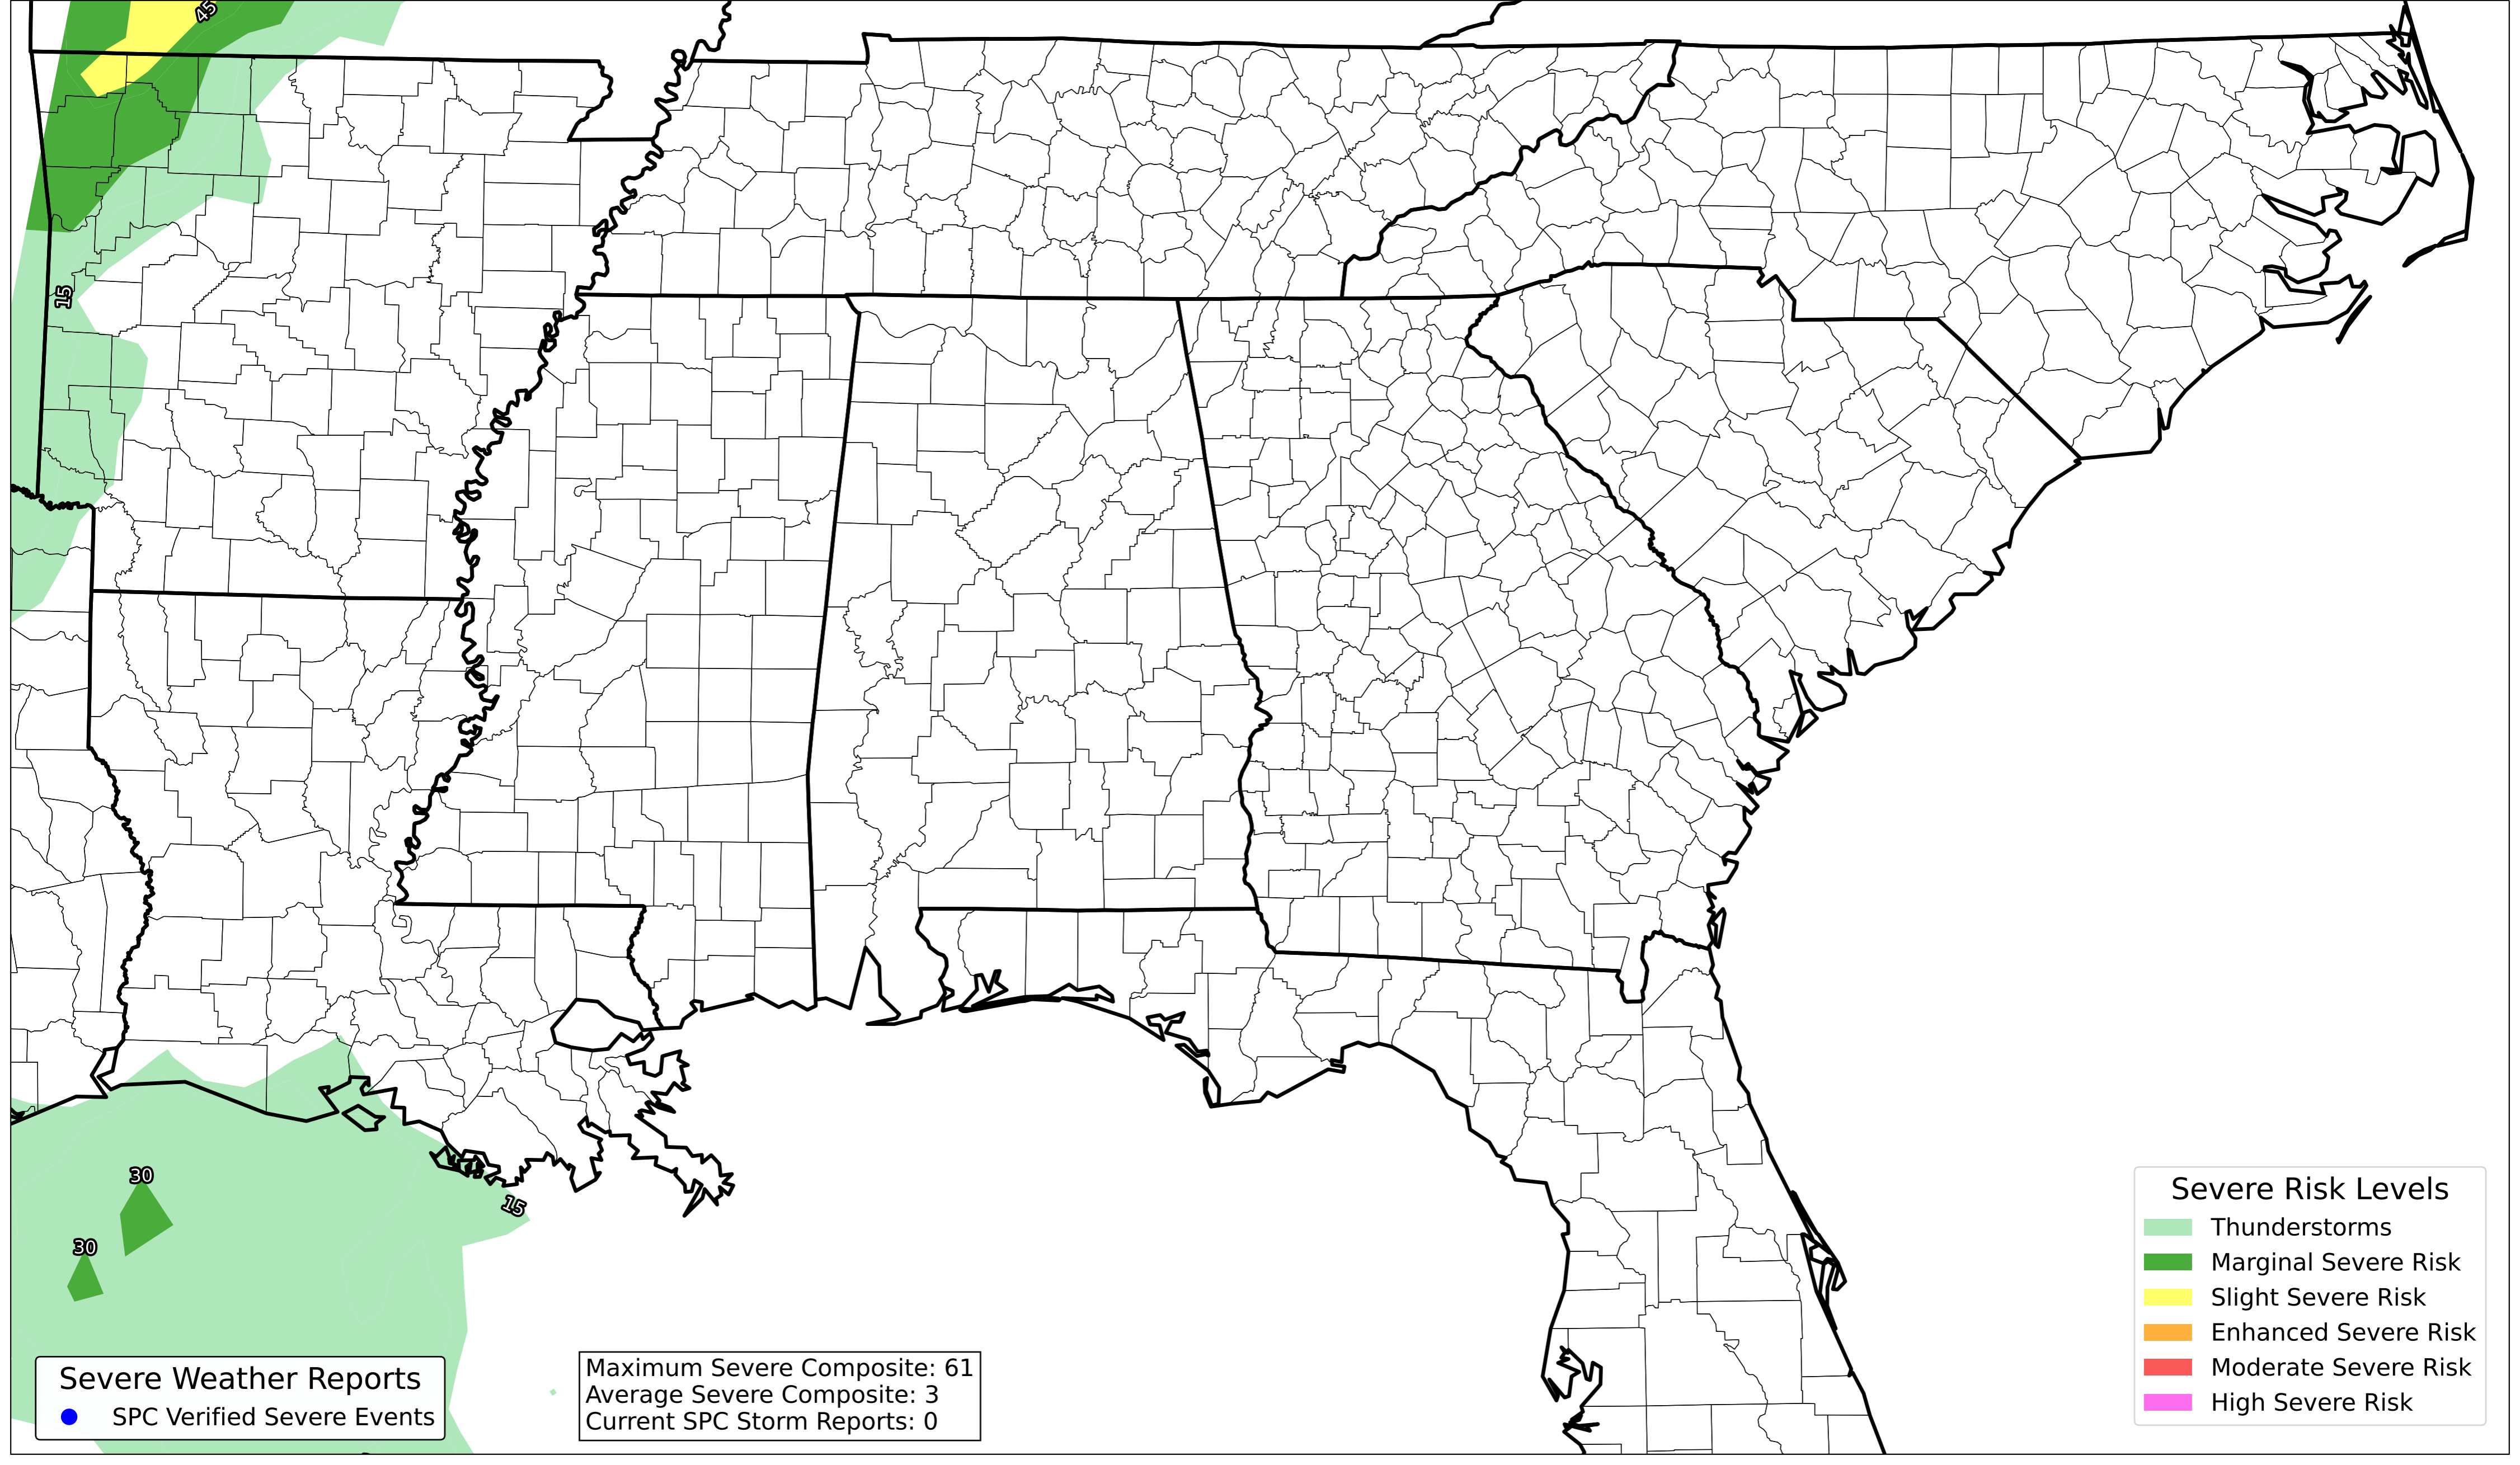 45
15
30
15
30
Severe Risk Levels
Thunderstorms
Marginal Severe Risk
Slight Severe Risk
Enhanced Severe Risk
Moderate Severe Risk
High Severe Risk
Severe Weather Reports
SPC Verified Severe Events
Maximum Severe Composite: 61
Average Severe Composite: 3
Current SPC Storm Reports: 0